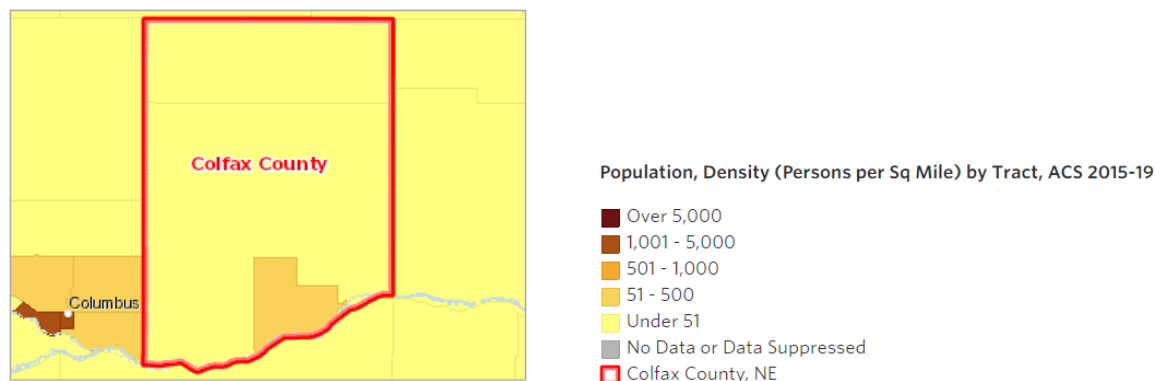 Colfax County
Columbus
Population, Density (Persons per Sq Mile) by Tract, ACS 2015-19
Over 5,000
1,001 - 5,000
501 - 1,000
51 - 500
Under 51
No Data or Data Suppressed
Colfax County, NE